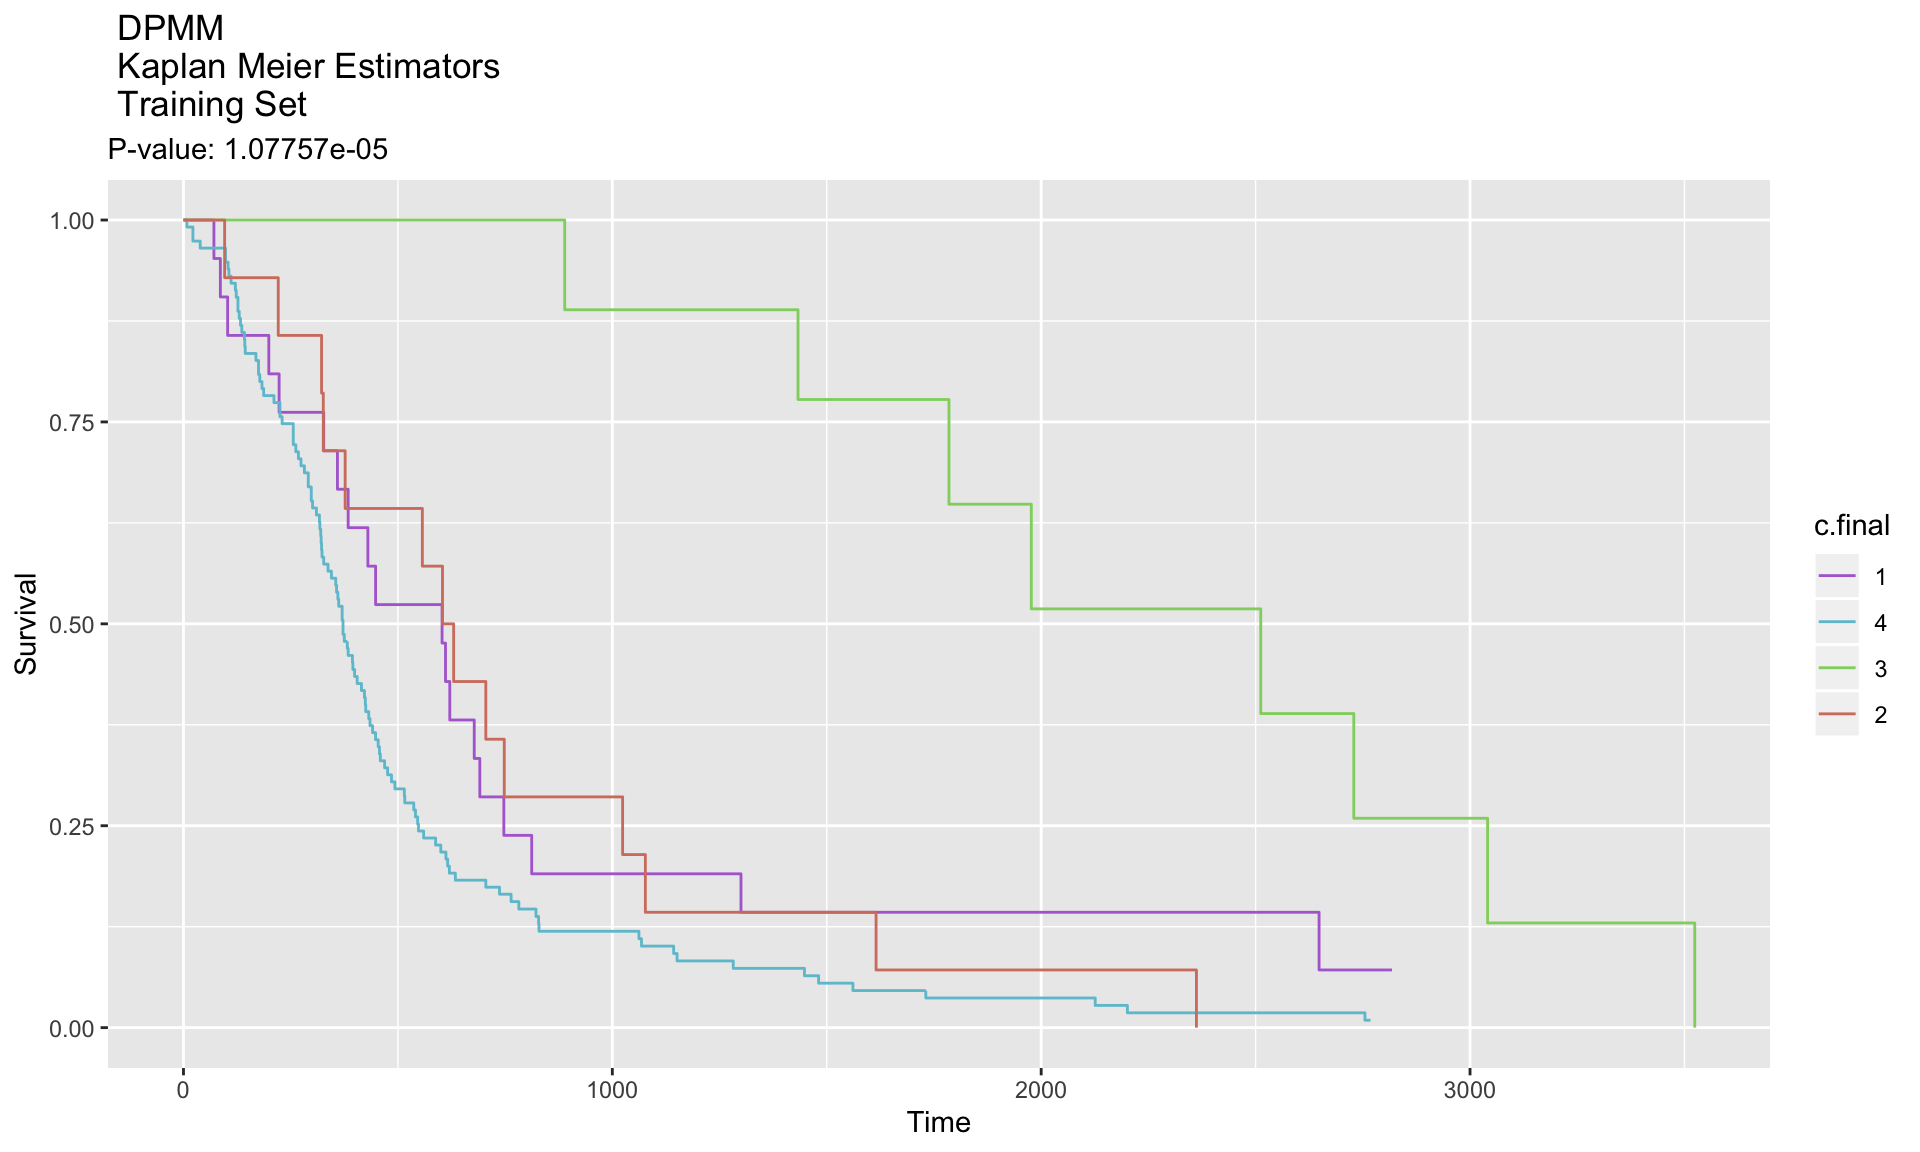 DPMM
Kaplan Meier Estimators
Training Set
P-value: 1.07757e-05
1.00
0.75
0.50
0.25
0.00
Survival
0
1000
2000
3000
Time
c.final
1
4
3
2